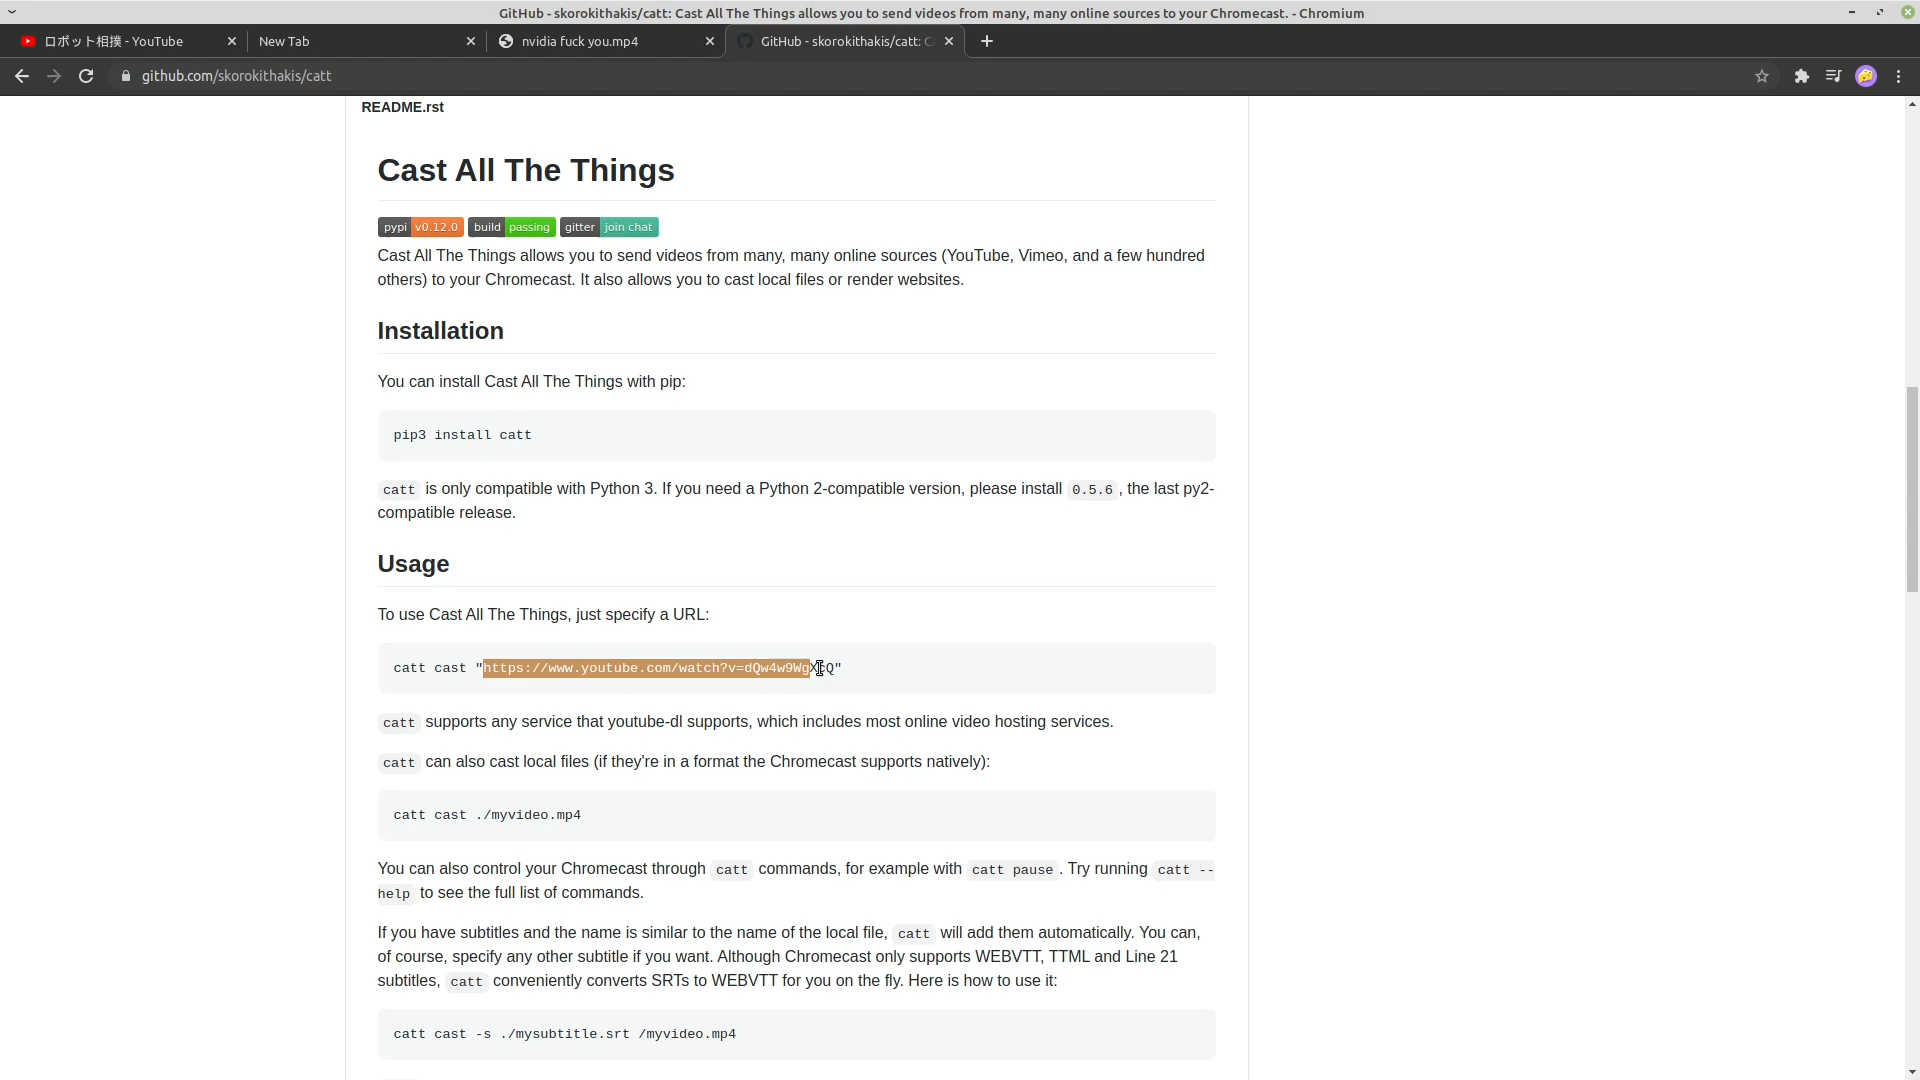 GitHub - skorokithakis/catt: Cast All The Things allows you to send videos from many, many online sources to your Chromecast. - Chromium
ロボット相撲 - YouTube
New Tab
nvidia fuck you.mp4
GitHub - skorokithakis/catt: C
github.com/skorokithakis/catt
README.rst
Cast All The Things
pypi v0.12.0 build passing gitter join chat
Cast All The Things allows you to send videos from many, many online sources (YouTube, Vimeo, and a few hundred
others) to your Chromecast. It also allows you to cast local files or render websites.
Installation
You can install Cast All The Things with pip:
pip3 install catt
catt is only compatible with Python 3. If you need a Python 2-compatible version, please install 0.5.6, the last py2-
compatible release.
Usage
To use Cast All The Things, just specify a URL:
catt cast "https://www.youtube.com/watch?v=dQw4w9WgXcQ"
catt supports any service that youtube-dl supports, which includes most online video hosting services.
catt can also cast local files (if they're in a format the Chromecast supports natively):
catt cast ./myvideo.mp4
You can also control your Chromecast through catt commands, for example with catt pause. Try running catt --
help to see the full list of commands.
If you have subtitles and the name is similar to the name of the local file, catt will add them automatically. You can,
of course, specify any other subtitle if you want. Although Chromecast only supports WEBVTT, TTML and Line 21
subtitles, catt conveniently converts SRTs to WEBVTT for you on the fly. Here is how to use it:
catt cast -s ./mysubtitle.srt /myvideo.mp4